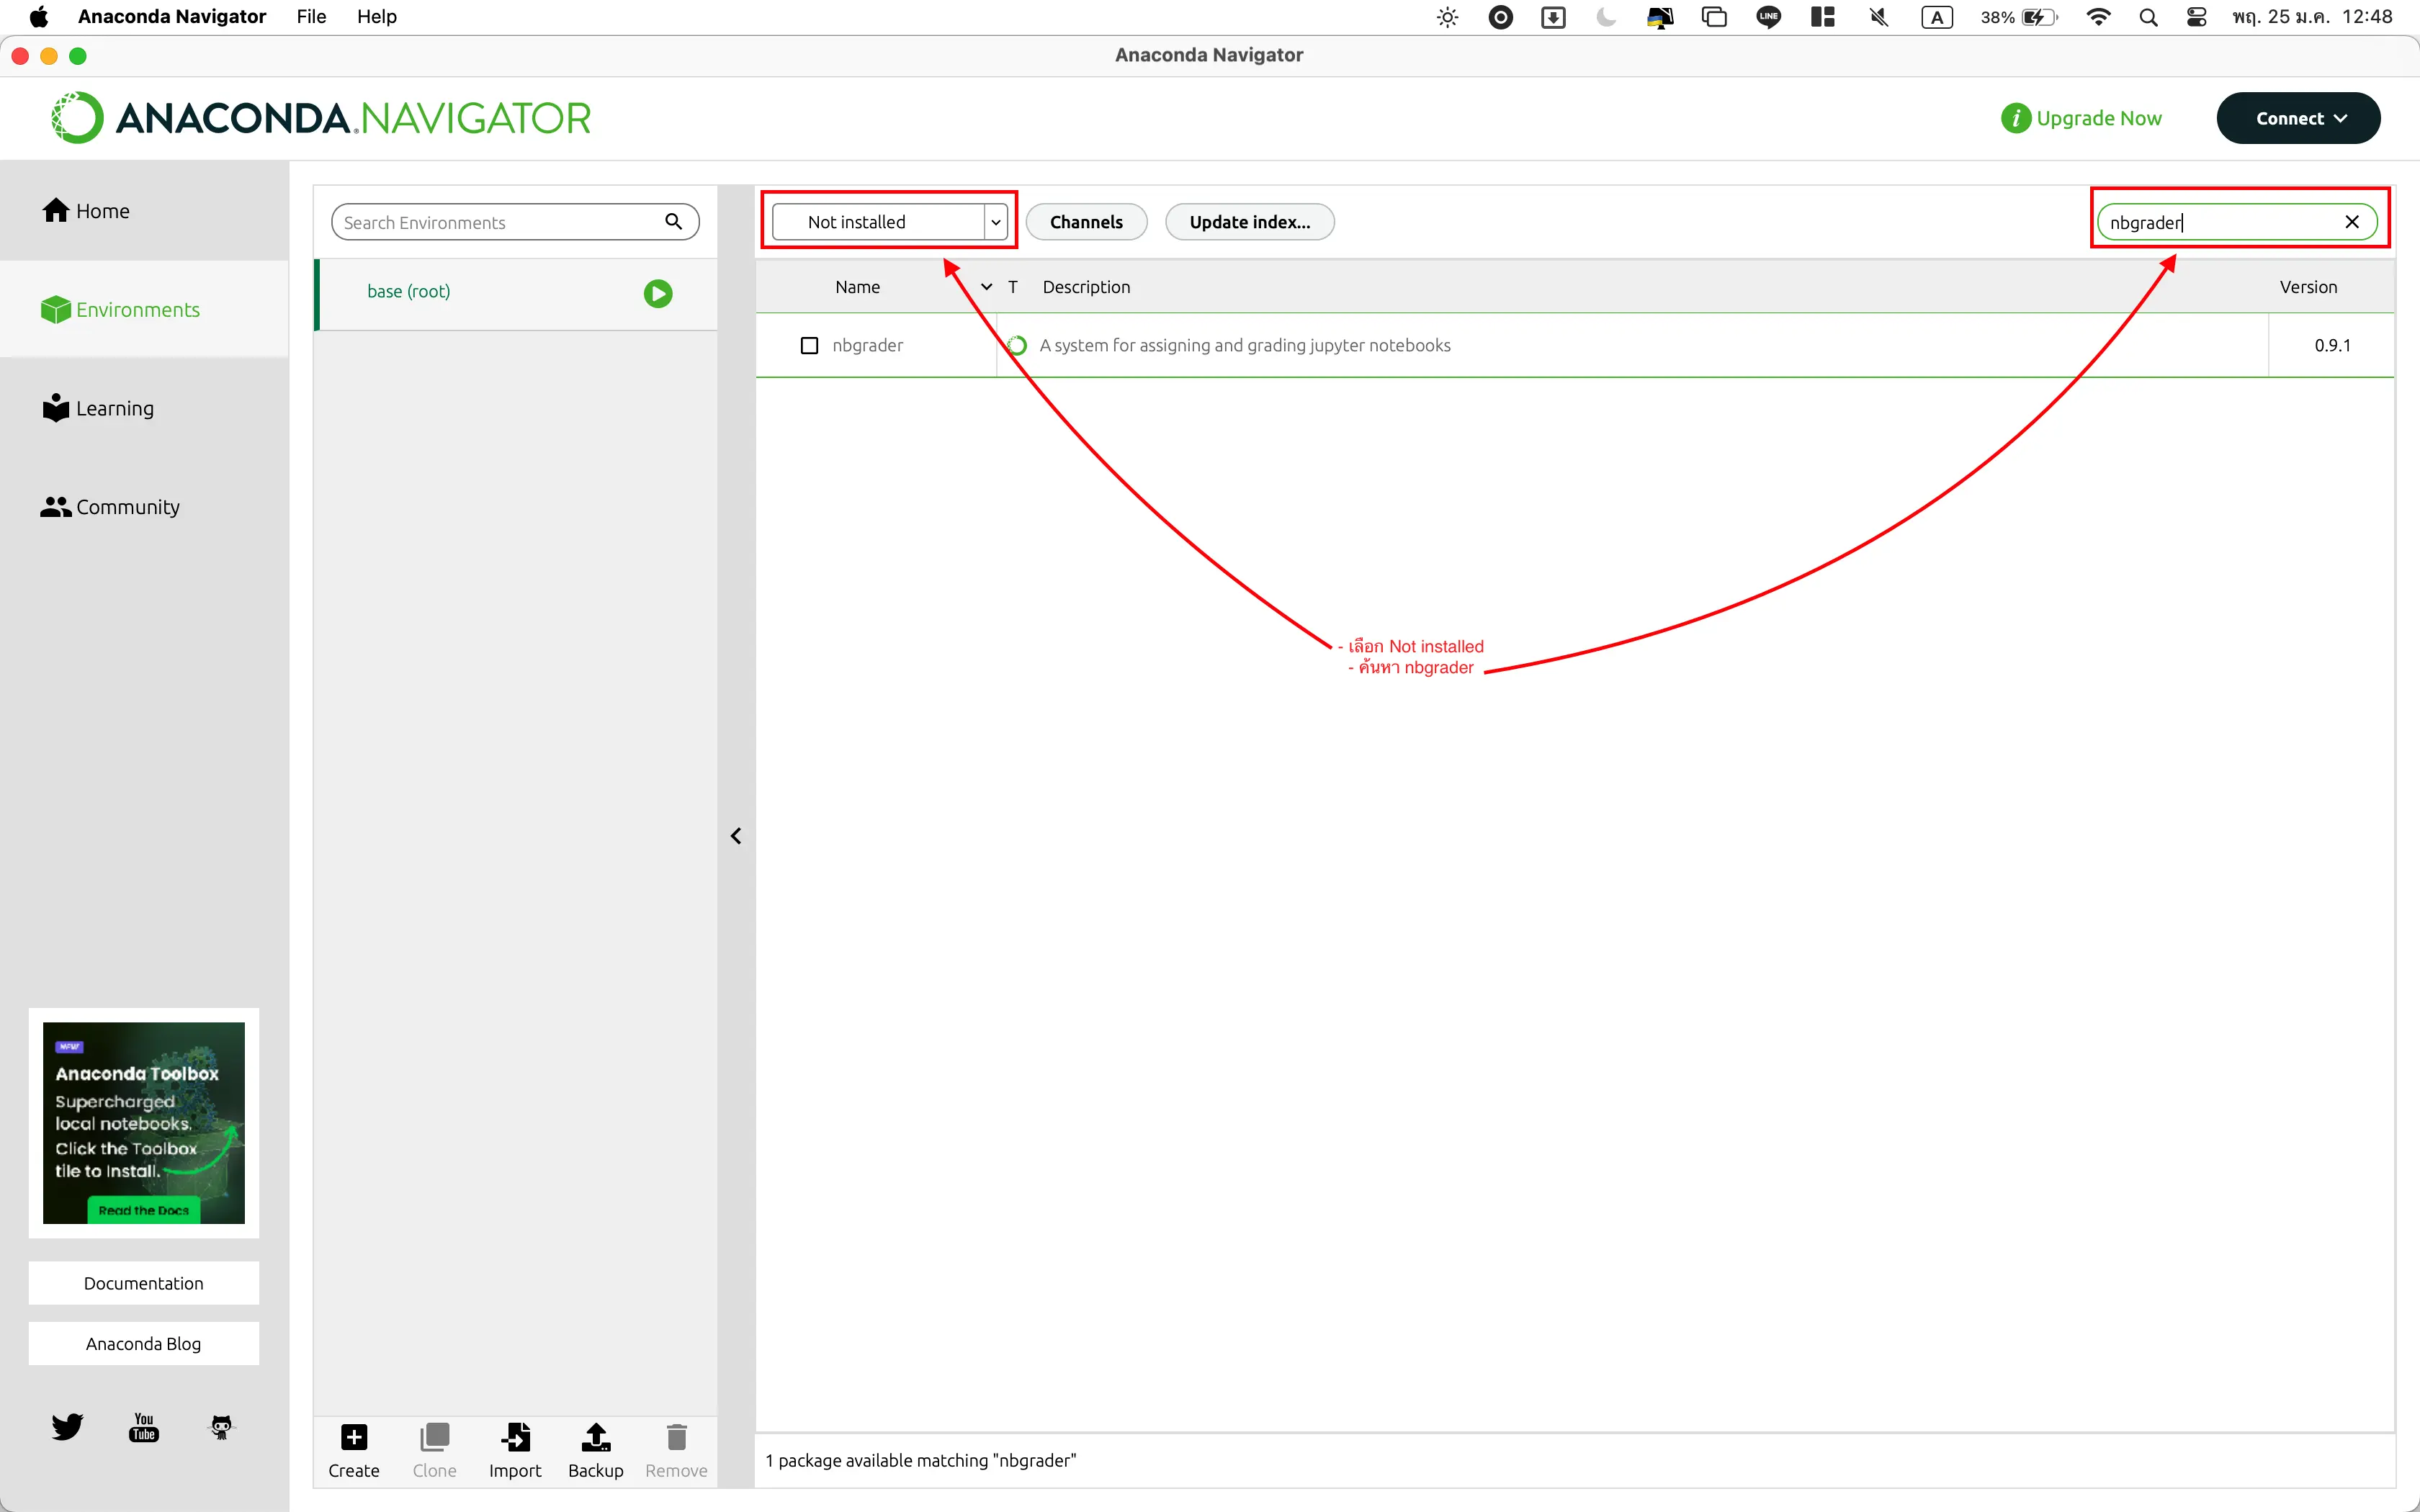 Anaconda Navigator File Help
LINE A 38% พฤ. 25 ม.ค. 12:48
Anaconda Navigator
ANACONDA.NAVIGATOR
i Upgrade Now
Connect
Home
Environments
Learning
Community
Search Environments
base (root)
Not installed
Channels
Update index...
nbgrader
Name T Description Version
nbgrader A system for assigning and grading jupyter notebooks 0.9.1
- เลือก Not installed
- ค้นหา nbgrader
NEW
Anaconda Toolbox
Supercharged
local notebooks.
Click the Toolbox
tile to Install.
Read the Docs
Documentation
Anaconda Blog
You
Tube
Create Clone Import Backup Remove
1 package available matching "nbgrader"